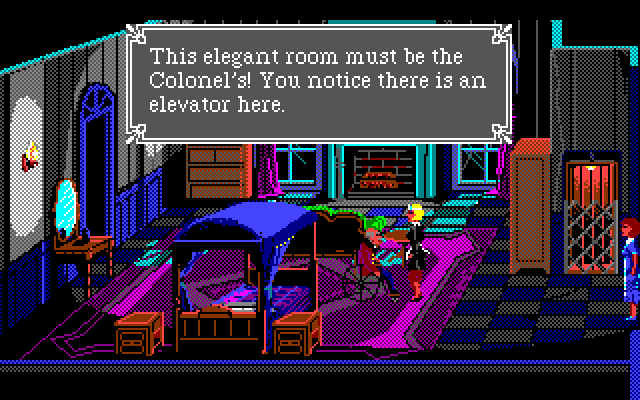 This elegant room must be the
Colonel's! You notice there is an
elevator here.